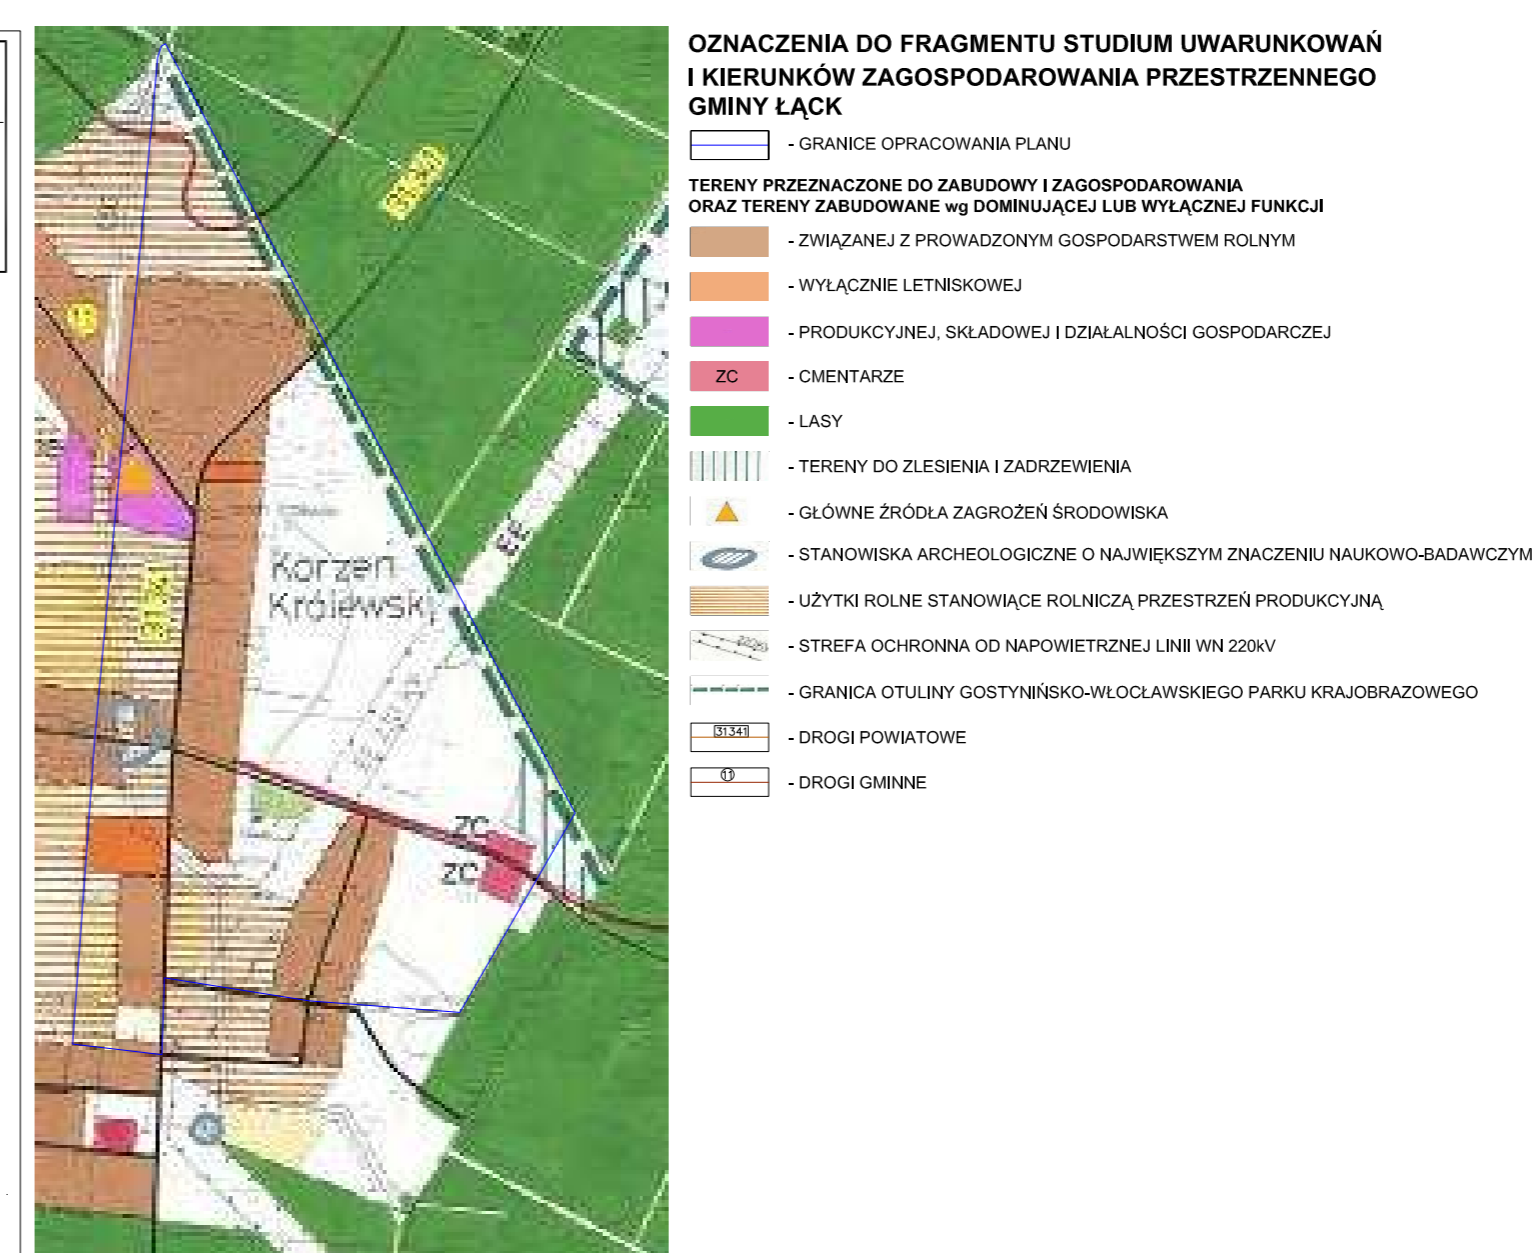 OZNACZENIA DO FRAGMENTU STUDIUM UWARUNKOWAŃ
I KIERUNKÓW ZAGOSPODAROWANIA PRZESTRZENNEGO
GMINY ŁĄCK
- GRANICE OPRACOWANIA PLANU
TERENY PRZEZNACZONE DO ZABUDOWY I ZAGOSPODAROWANIA
ORAZ TERENY ZABUDOWANE wg DOMINUJĄCEJ LUB WYŁĄCZNEJ FUNKCJI
- ZWIĄZANEJ Z PROWADZONYM GOSPODARSTWEM ROLNYM
- WYŁĄCZNIE LETNISKOWEJ
- PRODUKCYJNEJ, SKŁADOWEJ I DZIAŁALNOŚCI GOSPODARCZEJ
ZC - CMENTARZE
- LASY
- TERENY DO ZLESIENIA I ZADRZEWIENIA
- GŁÓWNE ŹRÓDŁA ZAGROŻEŃ ŚRODOWISKA
- STANOWISKA ARCHEOLOGICZNE O NAJWIĘKSZYM ZNACZENIU NAUKOWO-BADAWCZYM
- UŻYTKI ROLNE STANOWIĄCE ROLNICZĄ PRZESTRZEŃ PRODUKCYJNĄ
- STREFA OCHRONNA OD NAPOWIETRZNEJ LINII WN 220kV
- GRANICA OTULINY GOSTYNIŃSKO-WŁOCŁAWSKIEGO PARKU KRAJOBRAZOWEGO
31341 - DROGI POWIATOWE
11 - DROGI GMINNE
Korzeń
Królewski
ZC
ZC